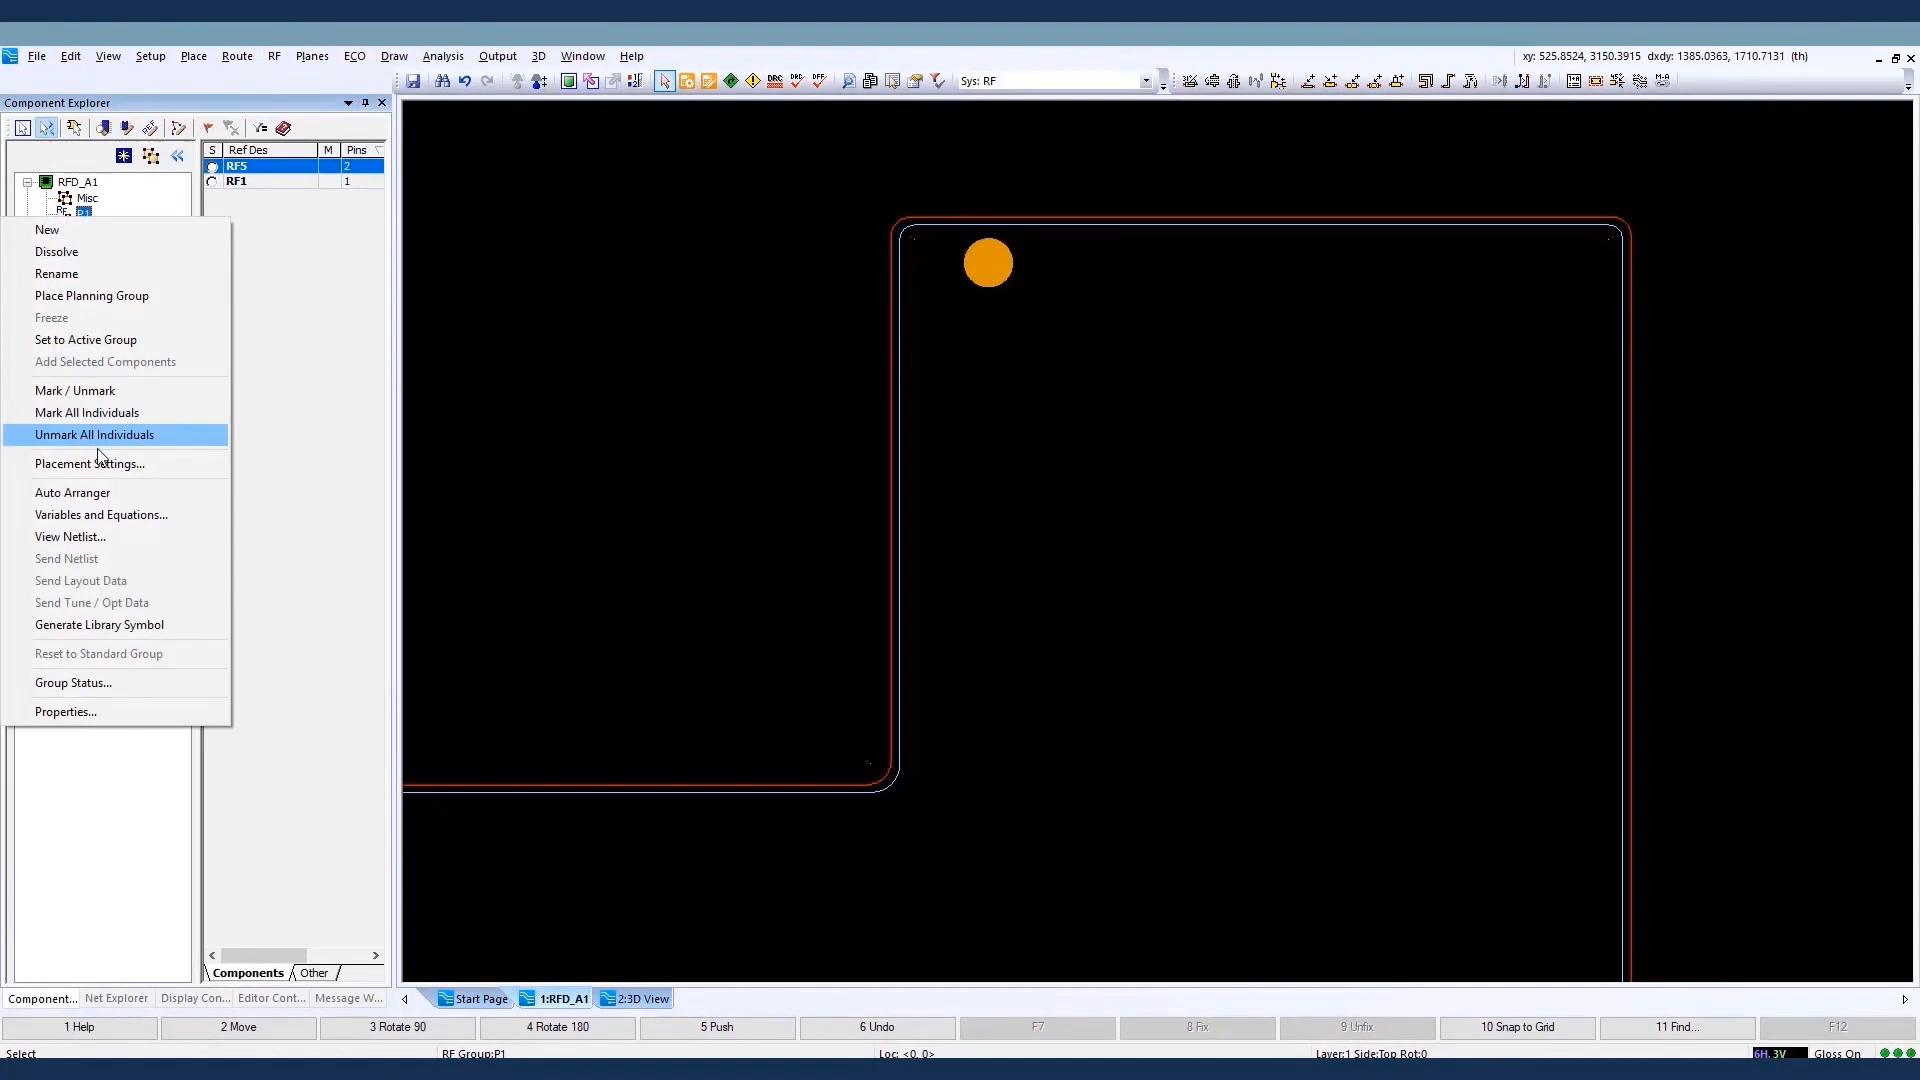 File Edit View Setup Place Route RF Planes ECO Draw Analysis Output 3D Window Help
xy: 525.8524, 3150.3915 dxdy: 1385.0363, 1710.7131 (th)
Sys: RF
Component Explorer
S Ref Des M Pins
RF5 2
RF1 1
RFD_A1
Misc
P1
New
Dissolve
Rename
Place Planning Group
Freeze
Set to Active Group
Add Selected Components
Mark / Unmark
Mark All Individuals
Unmark All Individuals
Placement Settings...
Auto Arranger
Variables and Equations...
View Netlist...
Send Netlist
Send Layout Data
Send Tune / Opt Data
Generate Library Symbol
Reset to Standard Group
Group Status...
Properties...
Components Other
Component... Net Explorer Display Con... Editor Cont... Message W...
Start Page 1:RFD_A1 2:3D View
1 Help 2 Move 3 Rotate 90 4 Rotate 180 5 Push 6 Undo F7 8 Fix 9 Unfix 10 Snap to Grid 11 Find... F12
Select RF Group:P1 Loc: <0, 0> Layer:1 Side:Top Rot:0 6H, 3V Gloss On